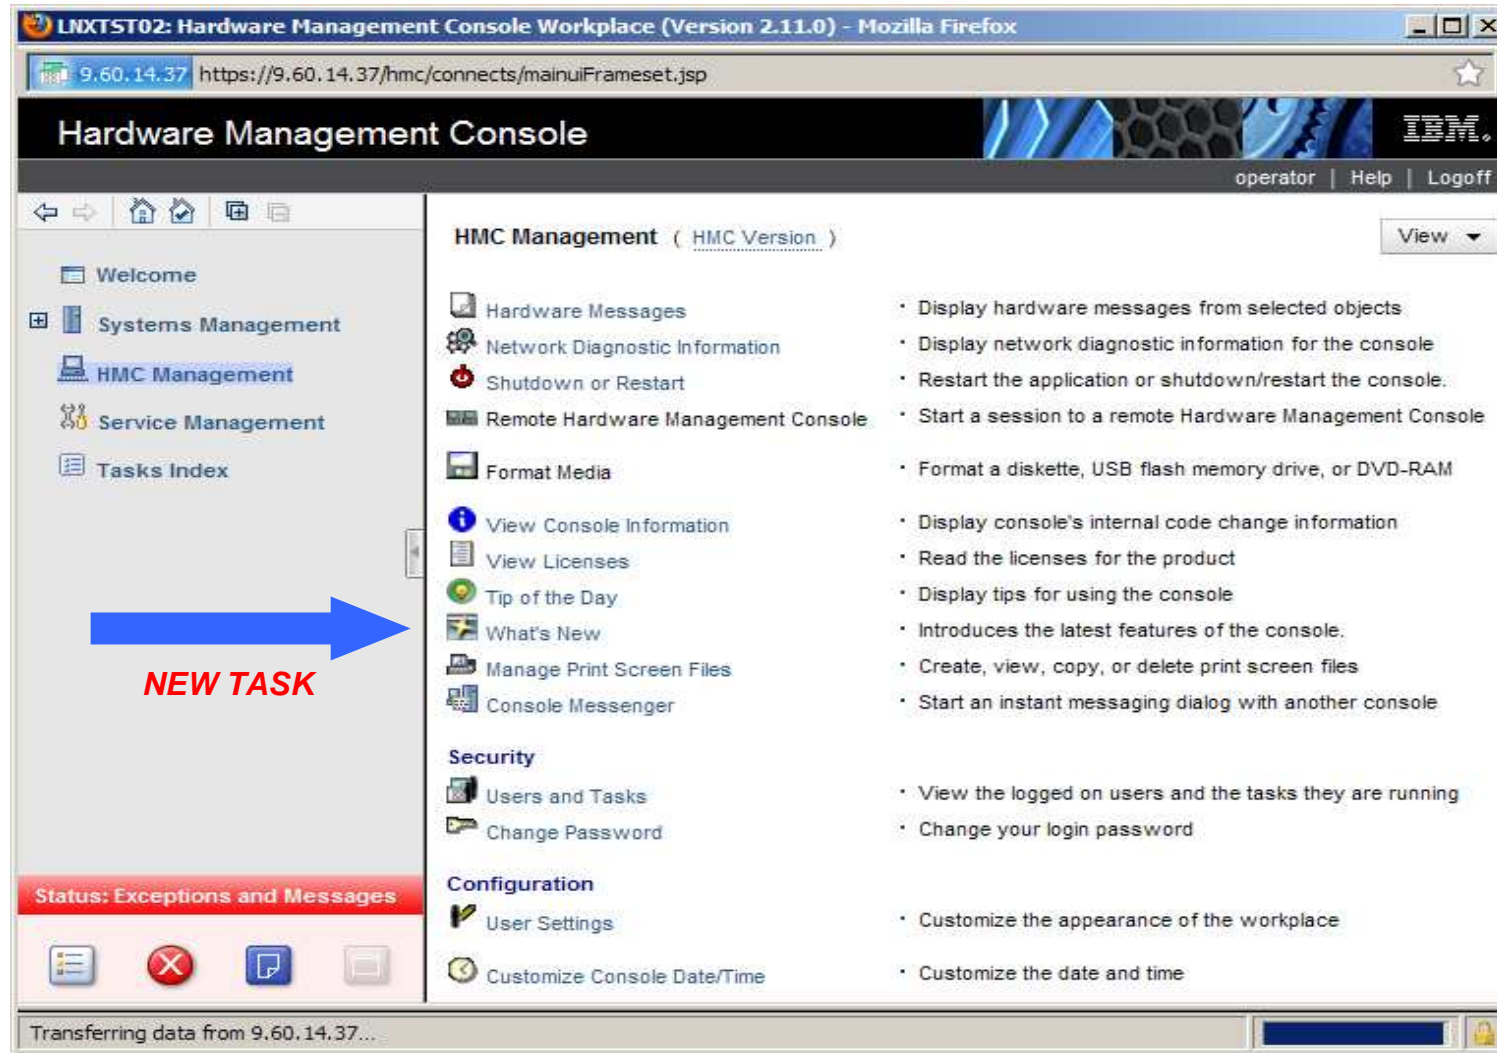 LNXTST02: Hardware Management Console Workplace (Version 2.11.0) - Mozilla Firefox
9.60.14.37 https://9.60.14.37/hmc/connects/mainuiFrameset.jsp
Hardware Management Console
IBM.
operator | Help | Logoff
HMC Management ( HMC Version )
View
Welcome
Systems Management
HMC Management
Service Management
Tasks Index
Hardware Messages · Display hardware messages from selected objects
Network Diagnostic Information · Display network diagnostic information for the console
Shutdown or Restart · Restart the application or shutdown/restart the console.
Remote Hardware Management Console · Start a session to a remote Hardware Management Console
Format Media · Format a diskette, USB flash memory drive, or DVD-RAM
View Console Information · Display console's internal code change information
View Licenses · Read the licenses for the product
Tip of the Day · Display tips for using the console
What's New · Introduces the latest features of the console.
Manage Print Screen Files · Create, view, copy, or delete print screen files
Console Messenger · Start an instant messaging dialog with another console
NEW TASK
Security
Users and Tasks · View the logged on users and the tasks they are running
Change Password · Change your login password
Configuration
User Settings · Customize the appearance of the workplace
Customize Console Date/Time · Customize the date and time
Status: Exceptions and Messages
Transferring data from 9.60.14.37...